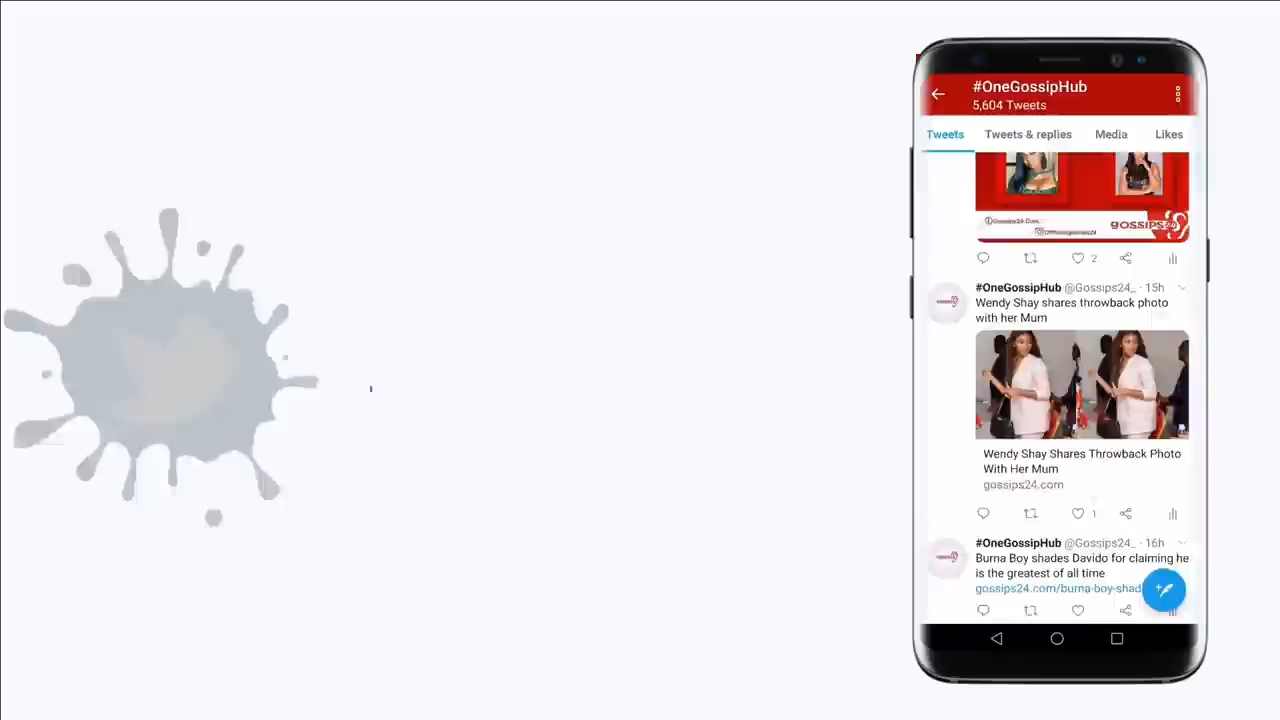 #OneGossipHub
5,604 Tweets
Tweets
Tweets & replies
Media
Likes
Gossips24.Com
gossips24
2
#OneGossipHub @Gossips24_ · 15h
Wendy Shay shares throwback photo
with her Mum
Wendy Shay Shares Throwback Photo
With Her Mum
gossips24.com
1
#OneGossipHub @Gossips24_ · 16h
Burna Boy shades Davido for claiming he
is the greatest of all time
gossips24.com/burna-boy-shad